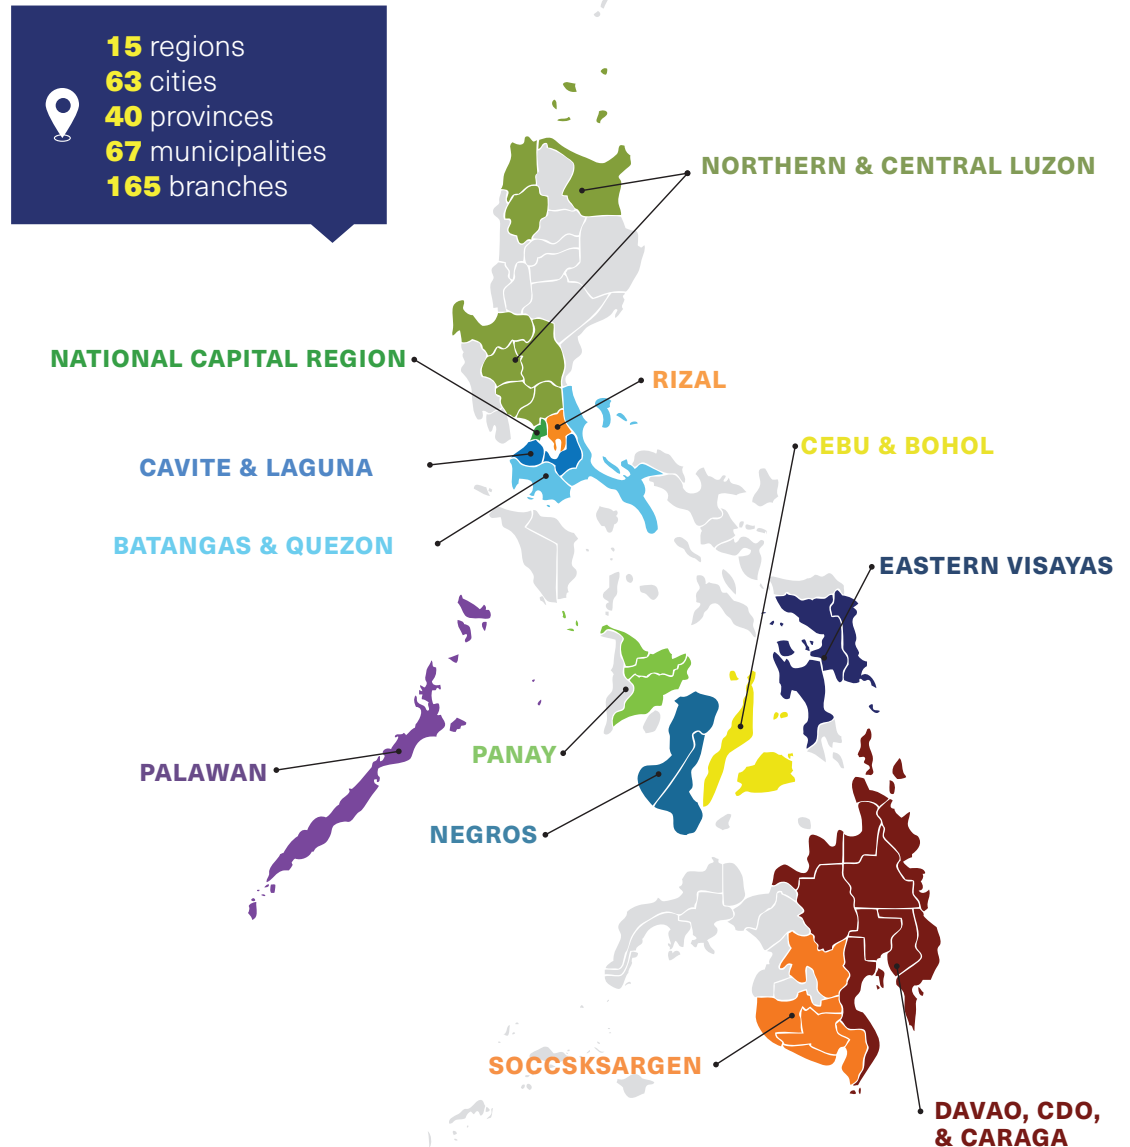 15 regions
63 cities
40 provinces
67 municipalities
165 branches
NORTHERN & CENTRAL LUZON
NATIONAL CAPITAL REGION
RIZAL
CEBU & BOHOL
CAVITE & LAGUNA
BATANGAS & QUEZON
EASTERN VISAYAS
PANAY
PALAWAN
NEGROS
SOCCSKSARGEN
DAVAO, CDO,
& CARAGA